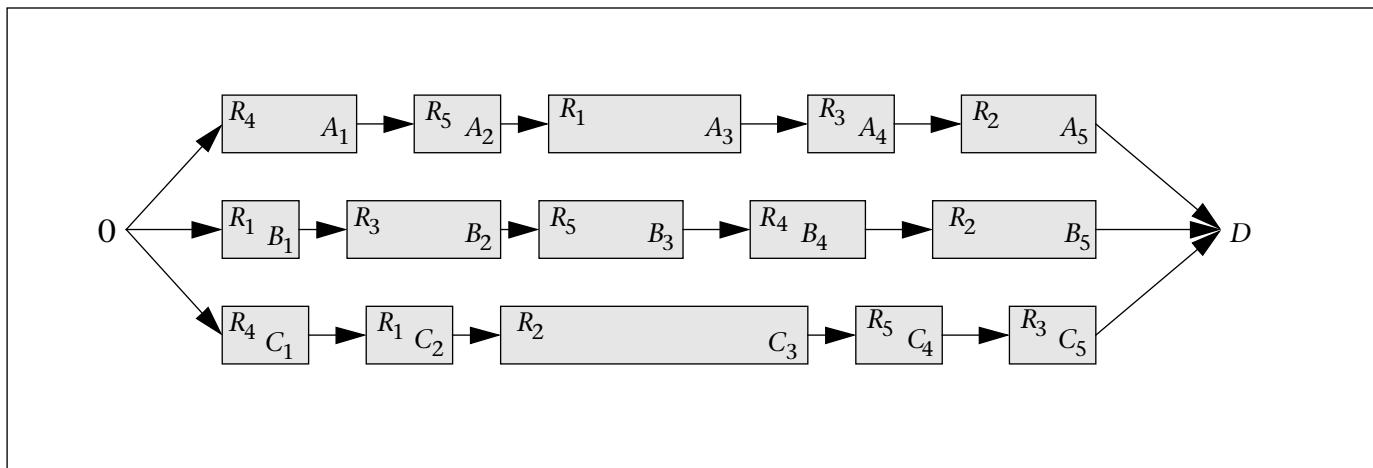 R₄ A₁ R₅ A₂ R₁ A₃ R₃ A₄ R₂ A₅
0 R₁ B₁ R₃ B₂ R₅ B₃ R₄ B₄ R₂ B₅ D
R₄ C₁ R₁ C₂ R₂ C₃ R₅ C₄ R₃ C₅